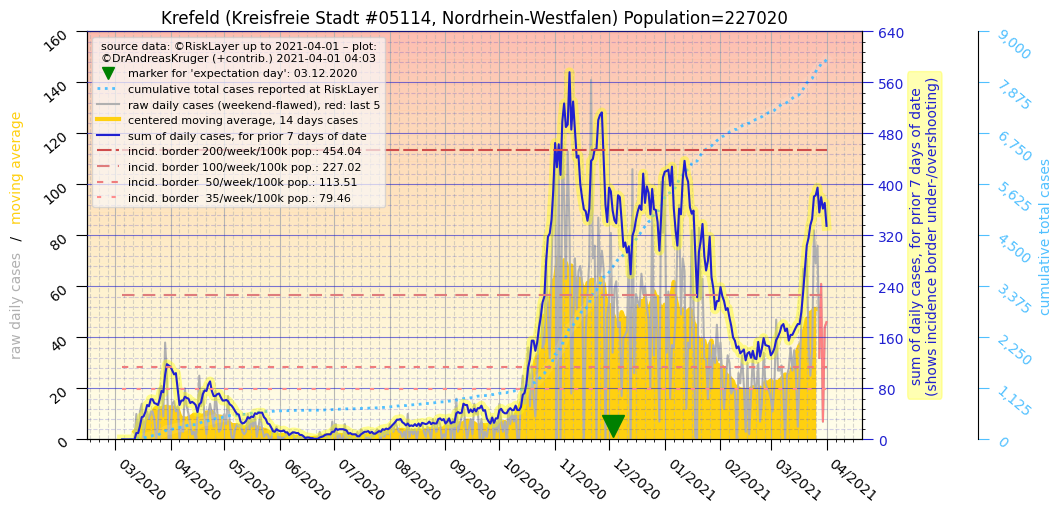 Krefeld (Kreisfreie Stadt #05114, Nordrhein-Westfalen) Population=227020
source data: ©RiskLayer up to 2021-04-01 – plot:
©DrAndreasKruger (+contrib.) 2021-04-01 04:03
marker for 'expectation day': 03.12.2020
cumulative total cases reported at RiskLayer
raw daily cases (weekend-flawed), red: last 5
centered moving average, 14 days cases
sum of daily cases, for prior 7 days of date
incid. border 200/week/100k pop.: 454.04
incid. border 100/week/100k pop.: 227.02
incid. border  50/week/100k pop.: 113.51
incid. border  35/week/100k pop.: 79.46
raw daily cases  /  moving average
160
140
120
100
80
60
40
20
0
03/2020
04/2020
05/2020
06/2020
07/2020
08/2020
09/2020
10/2020
11/2020
12/2020
01/2021
02/2021
03/2021
04/2021
640
560
480
400
320
240
160
80
0
sum of daily cases, for prior 7 days of date
(shows incidence border under-/overshooting)
9,000
7,875
6,750
5,625
4,500
3,375
2,250
1,125
0
cumulative total cases